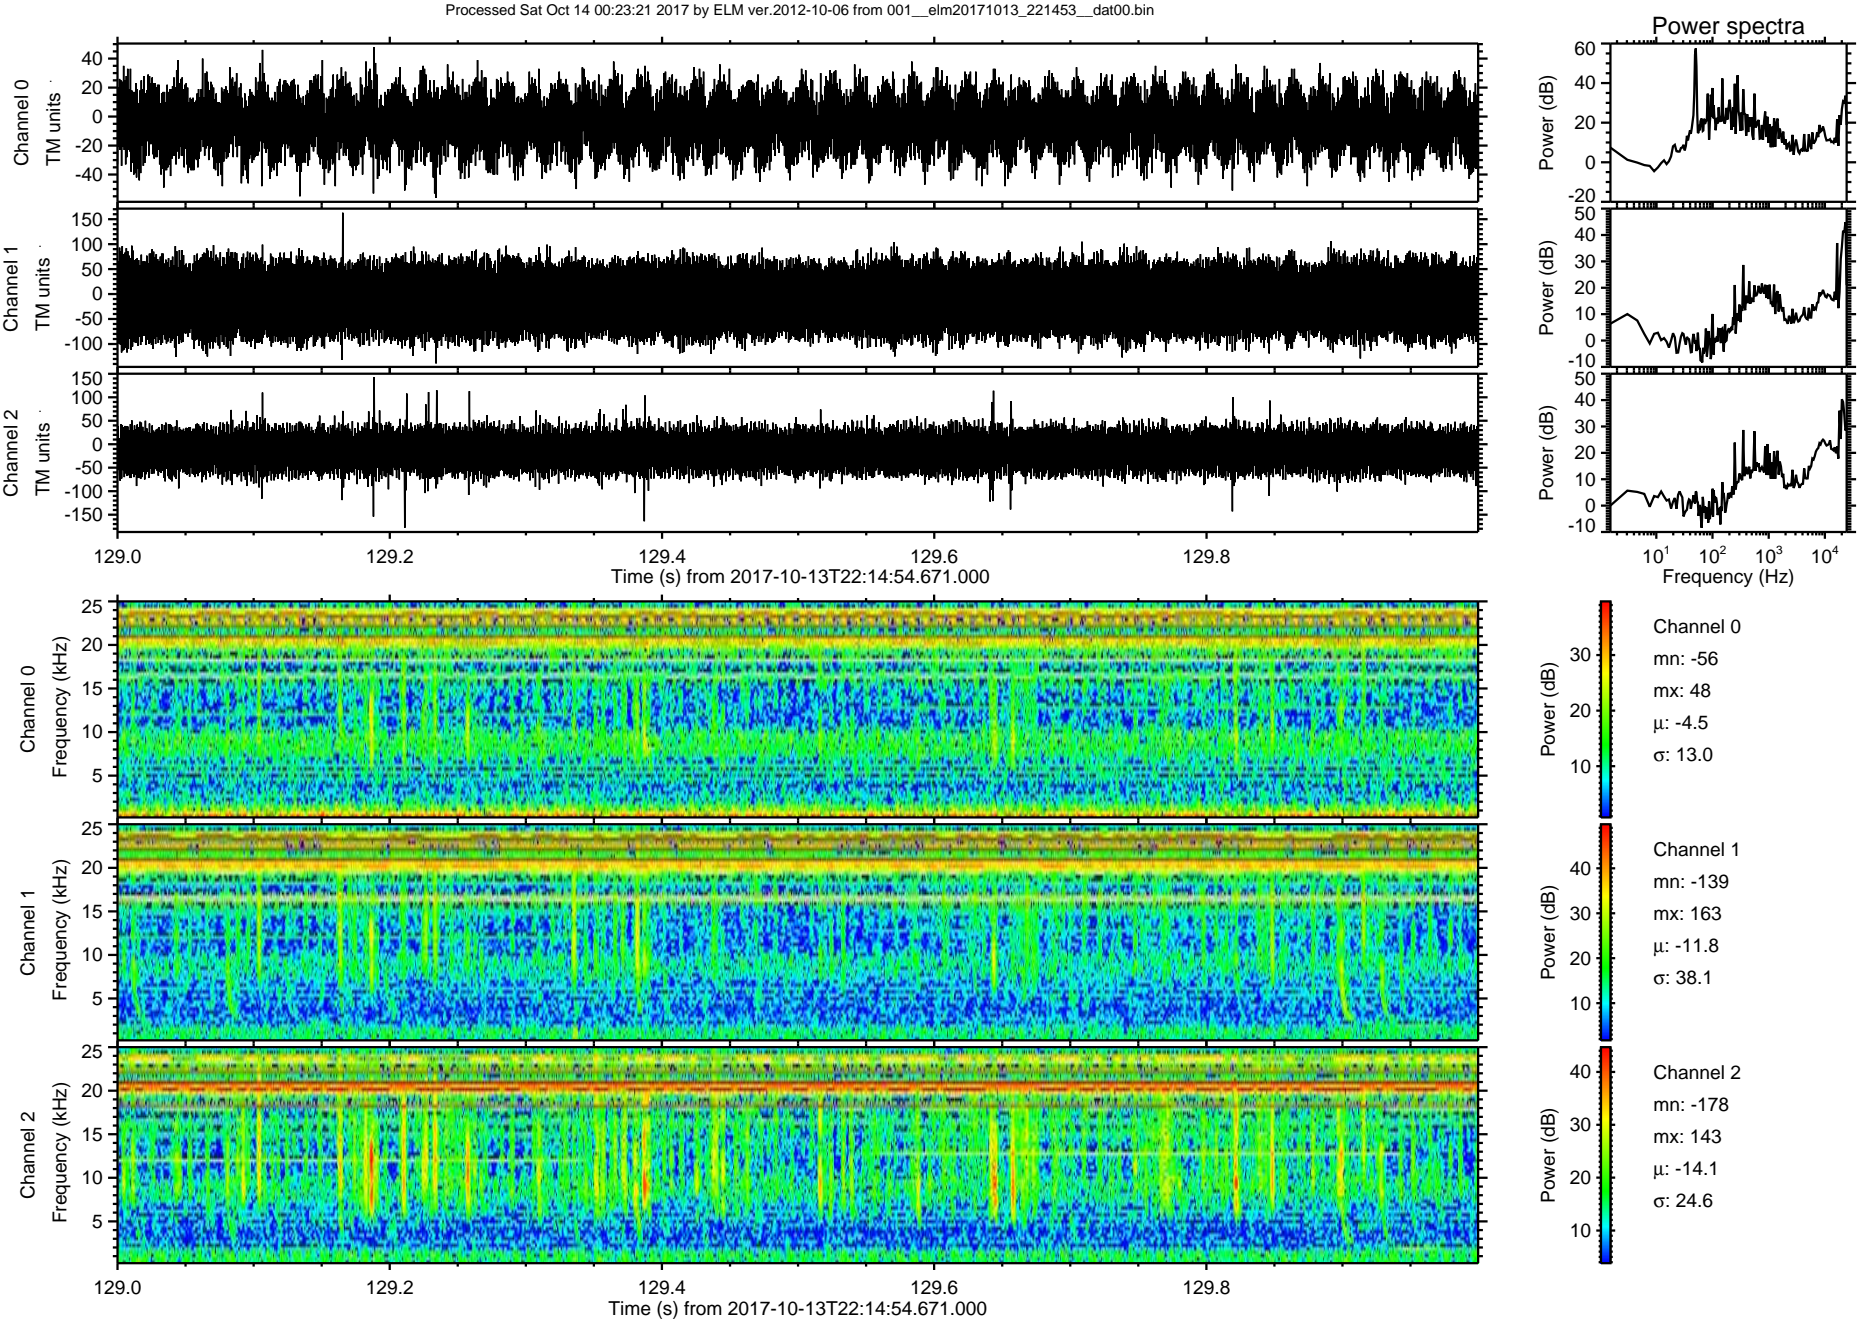 Processed Sat Oct 14 00:23:21 2017 by ELM ver.2012-10-06 from 001__elm20171013_221453__dat00.bin
Power spectra
Channel 0
TM units
40
20
0
-20
-40
Power (dB)
60
40
20
0
-20
Channel 1
TM units
150
100
50
0
-50
-100
Power (dB)
50
40
30
20
10
0
-10
Channel 2
TM units
150
100
50
0
-50
-100
-150
Power (dB)
50
40
30
20
10
0
-10
129.0 129.2 129.4 129.6 129.8
Time (s) from 2017-10-13T22:14:54.671.000
10¹ 10² 10³ 10⁴
Frequency (Hz)
Channel 0
Frequency (kHz)
25
20
15
10
5
Power (dB)
30
20
10
Channel 0
mn: -56
mx: 48
µ: -4.5
σ: 13.0
Channel 1
Frequency (kHz)
25
20
15
10
5
Power (dB)
40
30
20
10
Channel 1
mn: -139
mx: 163
µ: -11.8
σ: 38.1
Channel 2
Frequency (kHz)
25
20
15
10
5
Power (dB)
40
30
20
10
Channel 2
mn: -178
mx: 143
µ: -14.1
σ: 24.6
129.0 129.2 129.4 129.6 129.8
Time (s) from 2017-10-13T22:14:54.671.000